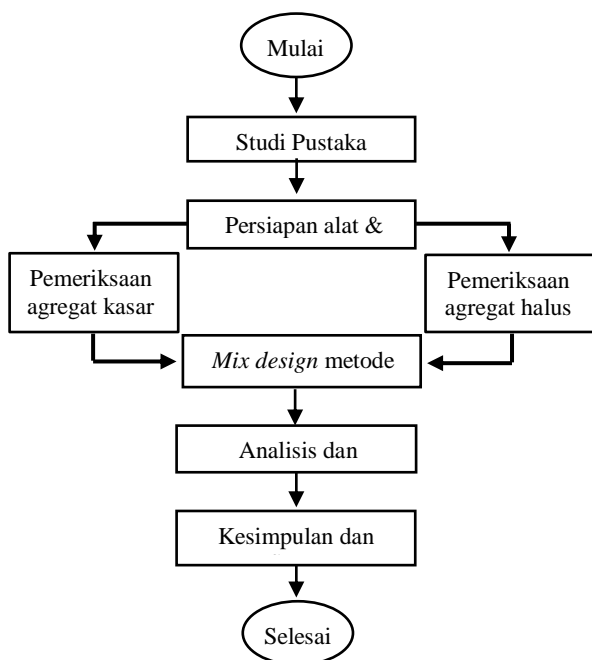 Mulai
Studi Pustaka
Persiapan alat &
Pemeriksaan
agregat kasar
Pemeriksaan
agregat halus
Mix design metode
Analisis dan
Kesimpulan dan
Selesai